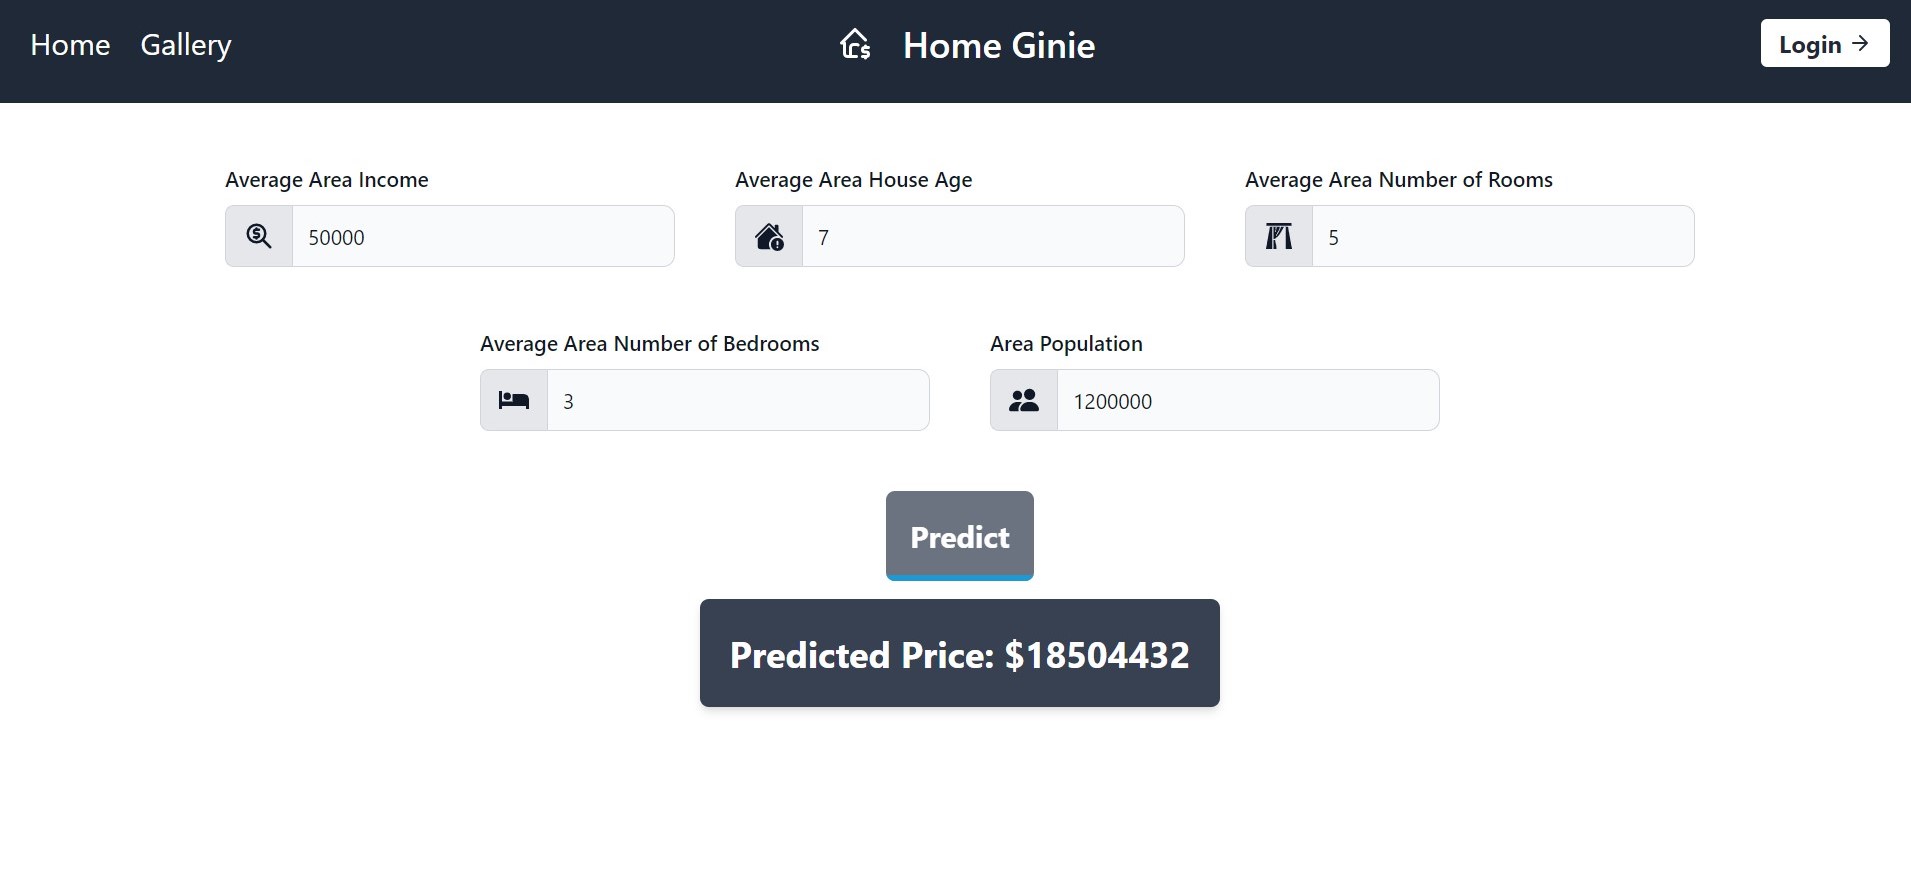 Home Gallery Home Ginie Login →
Average Area Income Average Area House Age Average Area Number of Rooms
50000 7 5
Average Area Number of Bedrooms Area Population
3 1200000
Predict
Predicted Price: $18504432